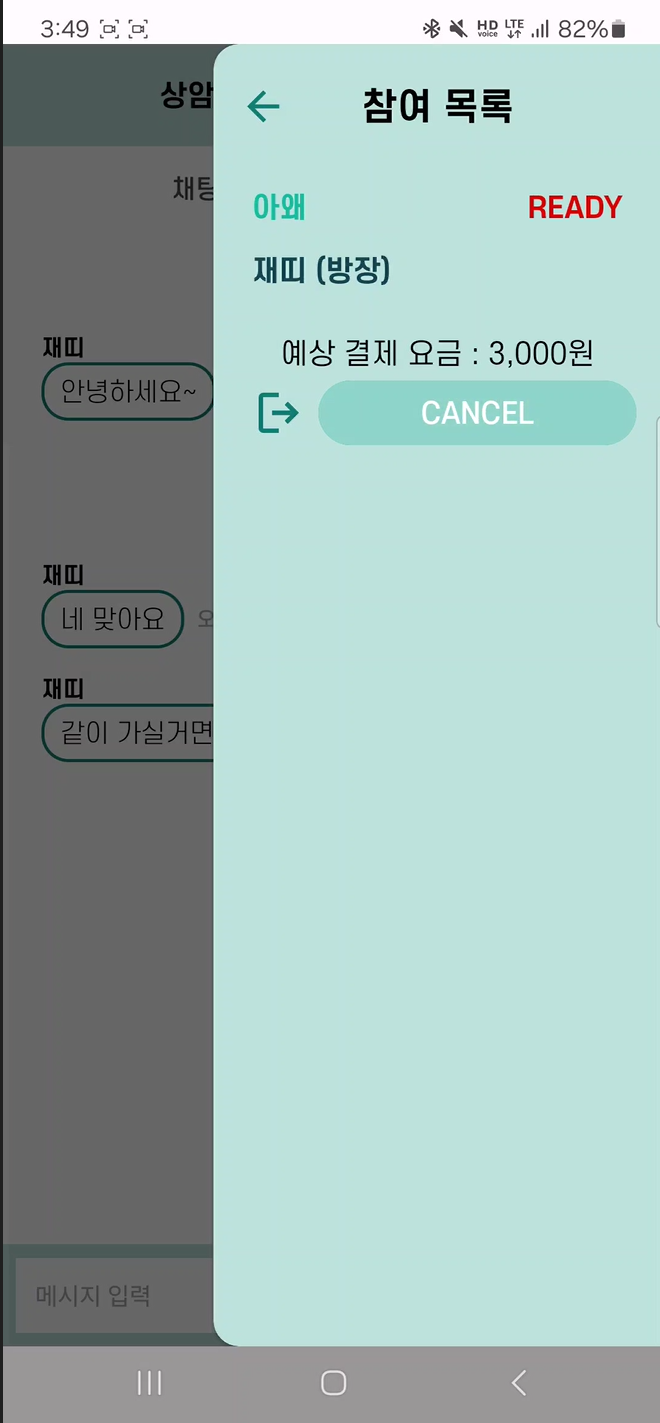 3:49 HD voice LTE 82%
상암
채팅
재띠
안녕하세요~
재띠
네 맞아요 오
재띠
같이 가실거면
메시지 입력
참여 목록
아왜 READY
재띠 (방장)
예상 결제 요금 : 3,000원
CANCEL